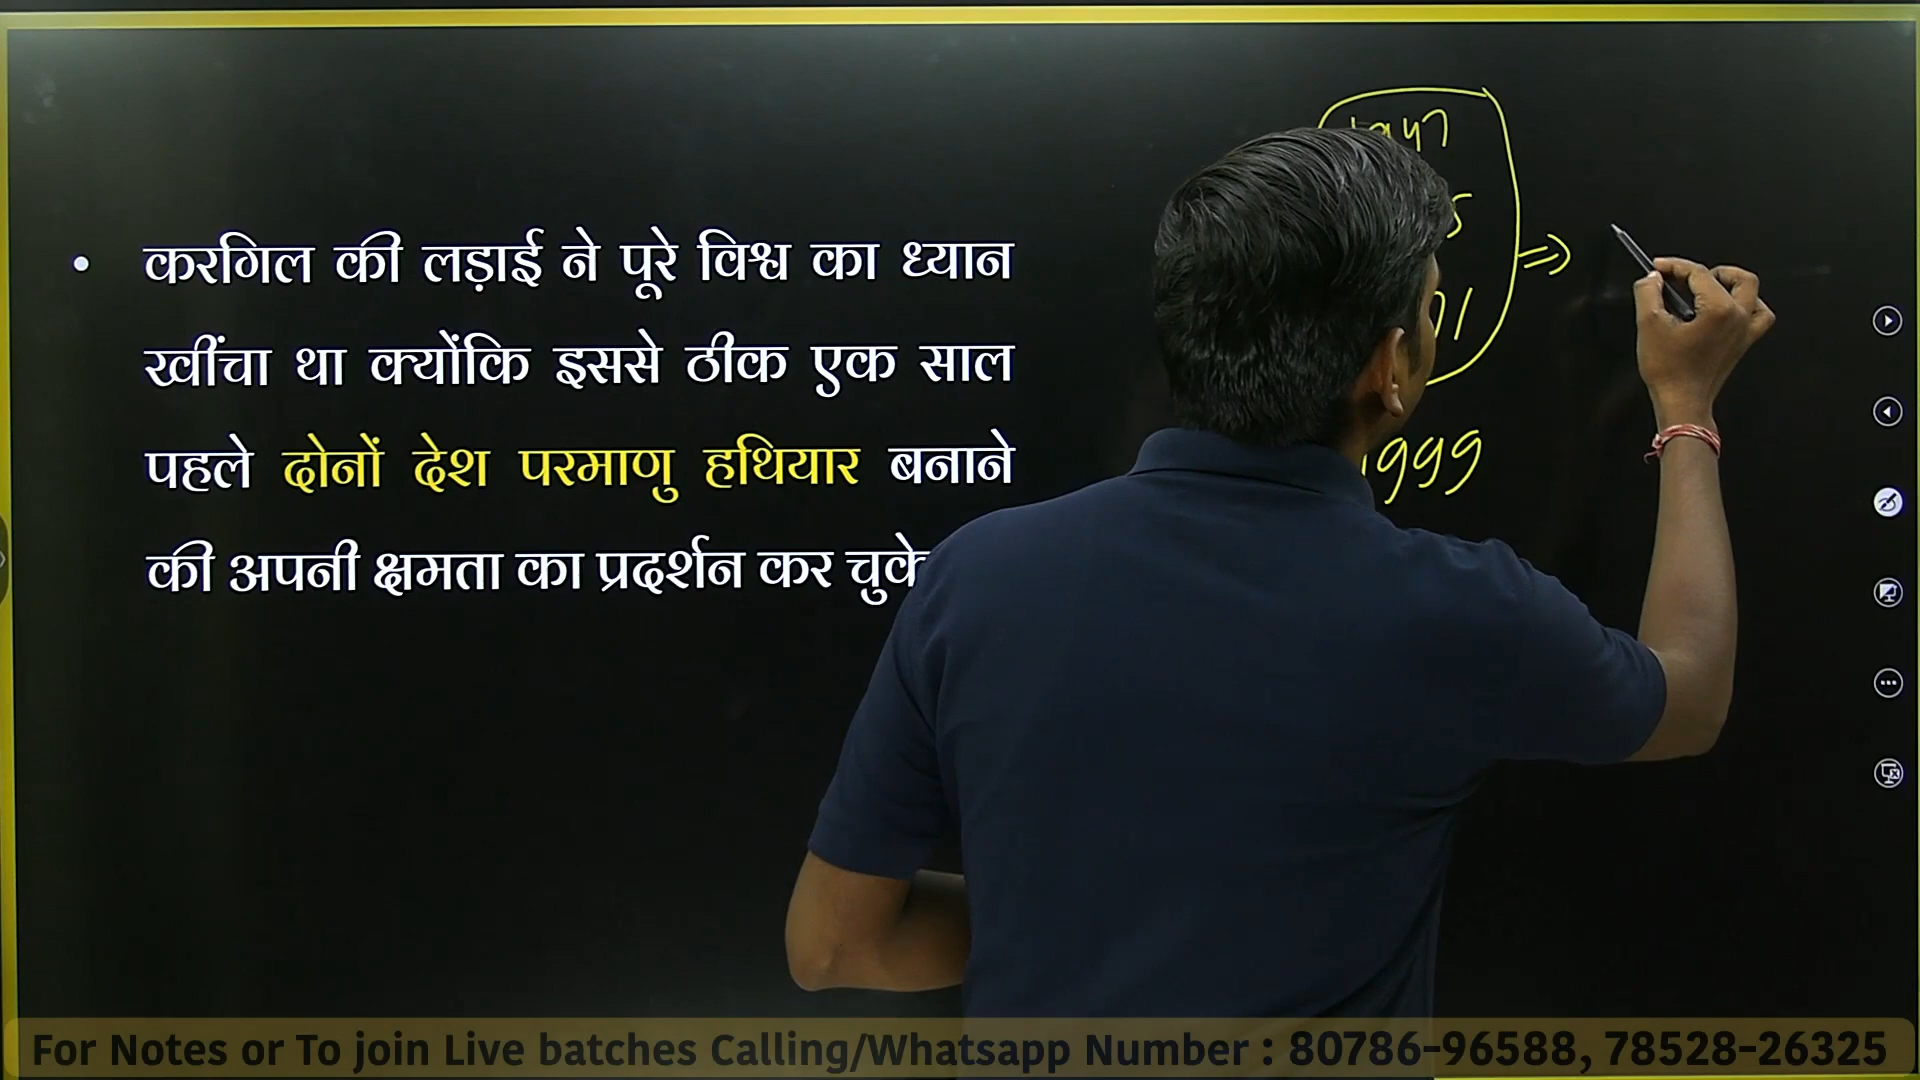 • करगिल की लड़ाई ने पूरे विश्व का ध्यान
खींचा था क्योंकि इससे ठीक एक साल
पहले दोनों देश परमाणु हथियार बनाने
की अपनी क्षमता का प्रदर्शन कर चुके
1947
1999
For Notes or To join Live batches Calling/Whatsapp Number : 80786-96588, 78528-26325